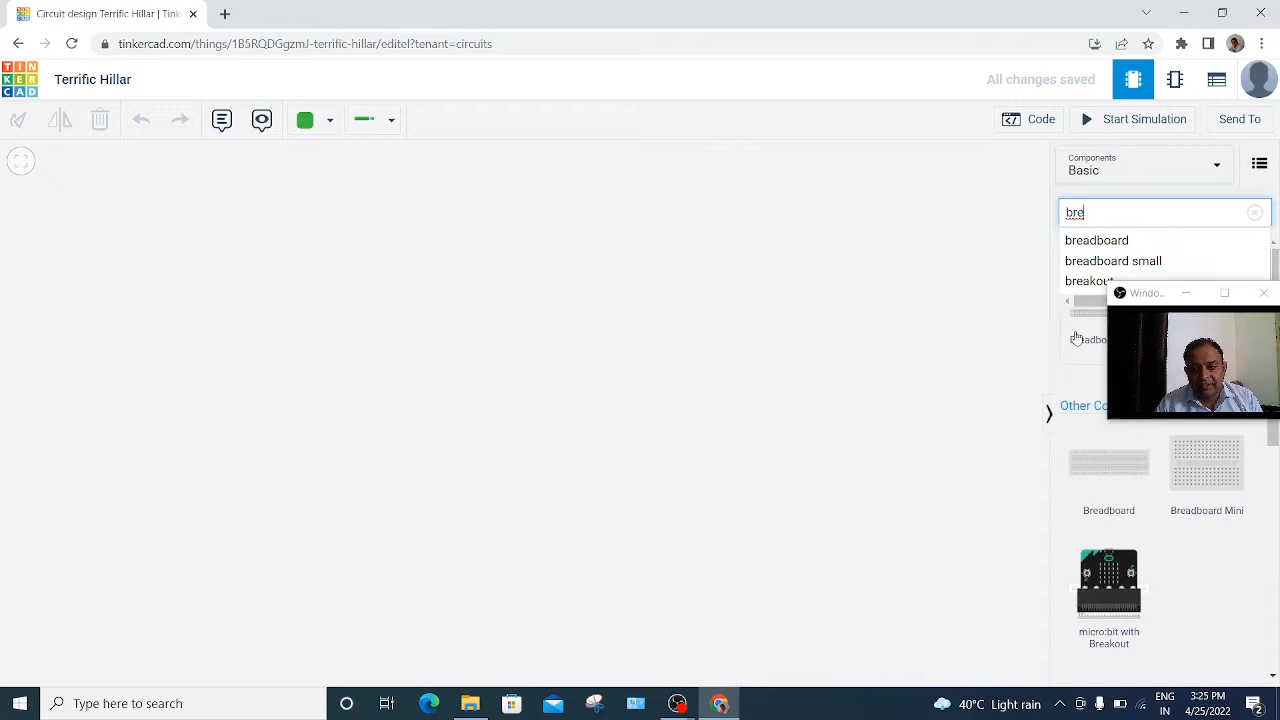 Circuit design Terrific Hillar | Tink
tinkercad.com/things/1B5RQDGgzmJ-terrific-hillar/editel?tenant=circuits
TIN
KER
CAD
Terrific Hillar
All changes saved
Code
Start Simulation
Send To
Components
Basic
bre
breadboard
breadboard small
breakout
Windo...
Other Co
Breadboard
Breadboard Mini
micro:bit with
Breakout
Type here to search
40°C Light rain
ENG
IN
3:25 PM
4/25/2022
2